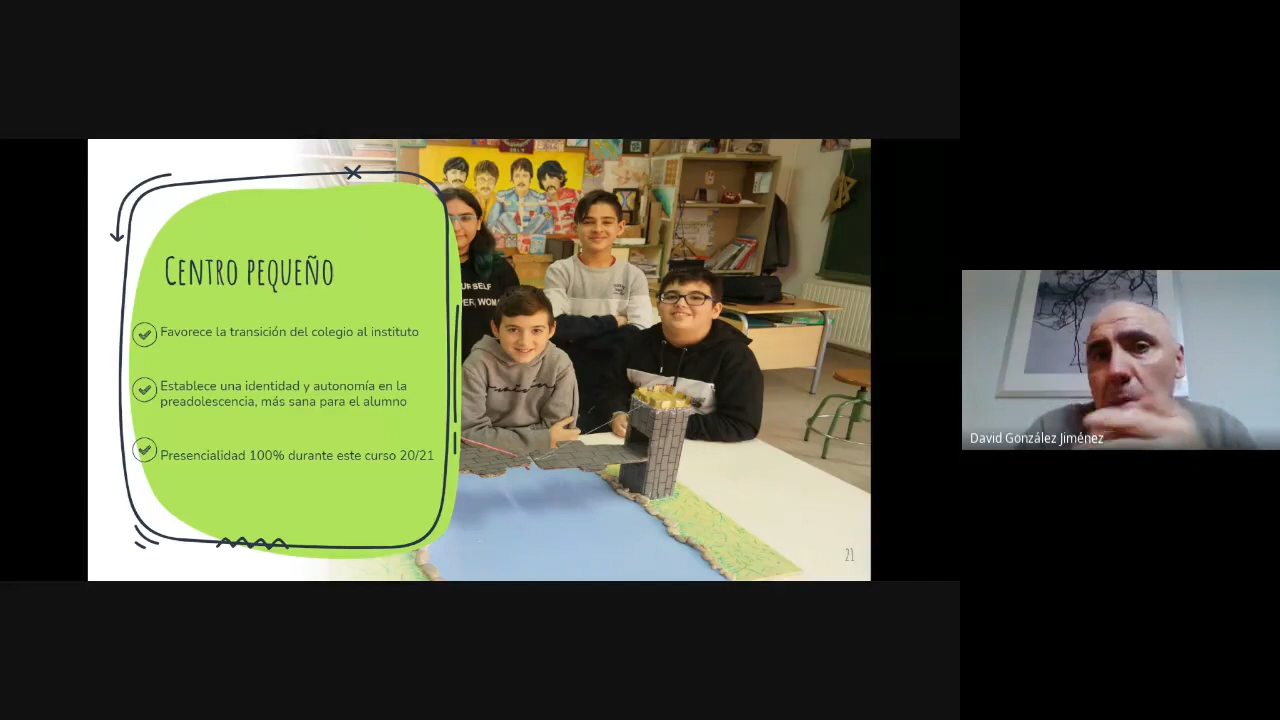 Centro pequeño
Favorece la transición del colegio al instituto
Establece una identidad y autonomía en la
preadolescencia, más sana para el alumno
Presencialidad 100% durante este curso 20/21
21
David González Jiménez